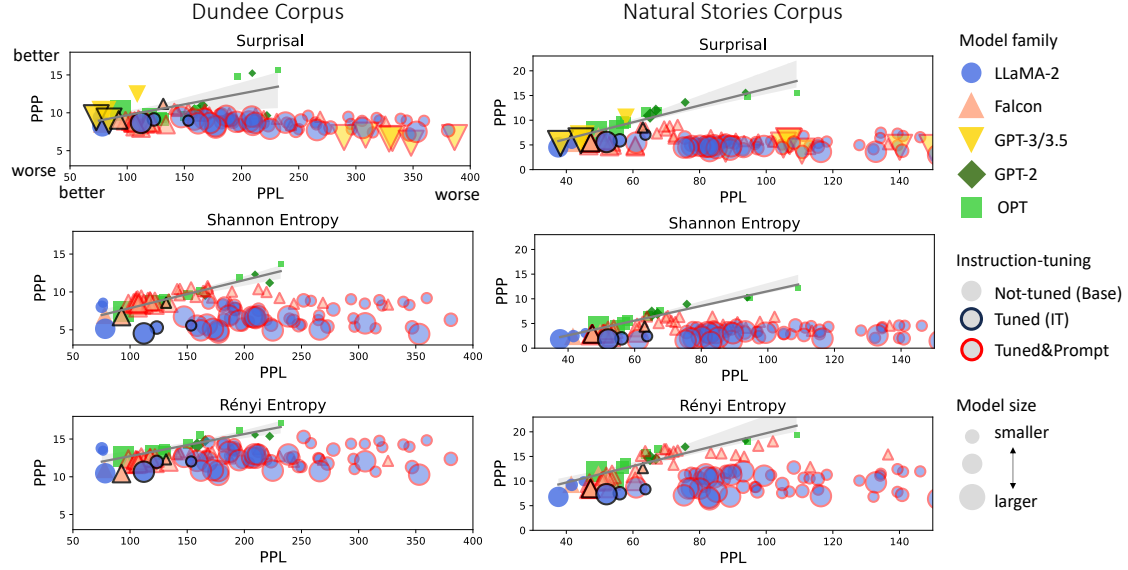 Dundee Corpus
Natural Stories Corpus
Surprisal
better
15
10
5
PPP
worse
50 100 150 200 250 300 350 400
better
PPL
worse
Surprisal
20
15
10
5
0
PPP
40 60 80 100 120 140
PPL
Shannon Entropy
15
10
5
PPP
50 100 150 200 250 300 350 400
PPL
Shannon Entropy
20
15
10
5
0
PPP
40 60 80 100 120 140
PPL
Rényi Entropy
15
10
5
PPP
50 100 150 200 250 300 350 400
PPL
Rényi Entropy
20
15
10
5
0
PPP
40 60 80 100 120 140
PPL
Model family
LLaMA-2
Falcon
GPT-3/3.5
GPT-2
OPT
Instruction-tuning
Not-tuned (Base)
Tuned (IT)
Tuned&Prompt
Model size
smaller
larger